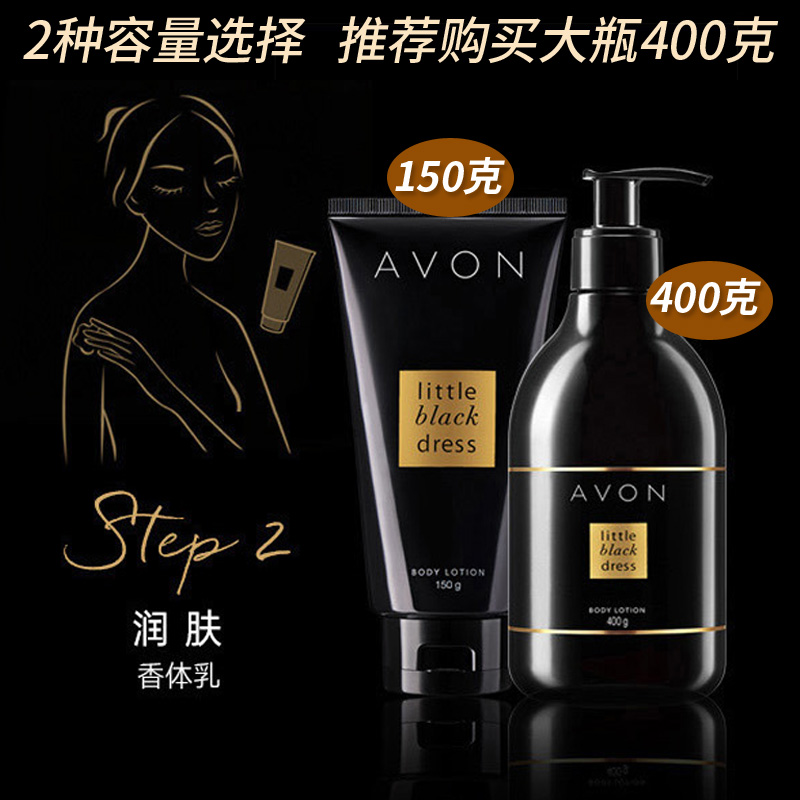 2种容量选择 推荐购买大瓶400克
150克
400克
AVON
little
black
dress
BODY LOTION
150 g
AVON
little
black
dress
BODY LOTION
400 g
Step 2
润肤
香体乳